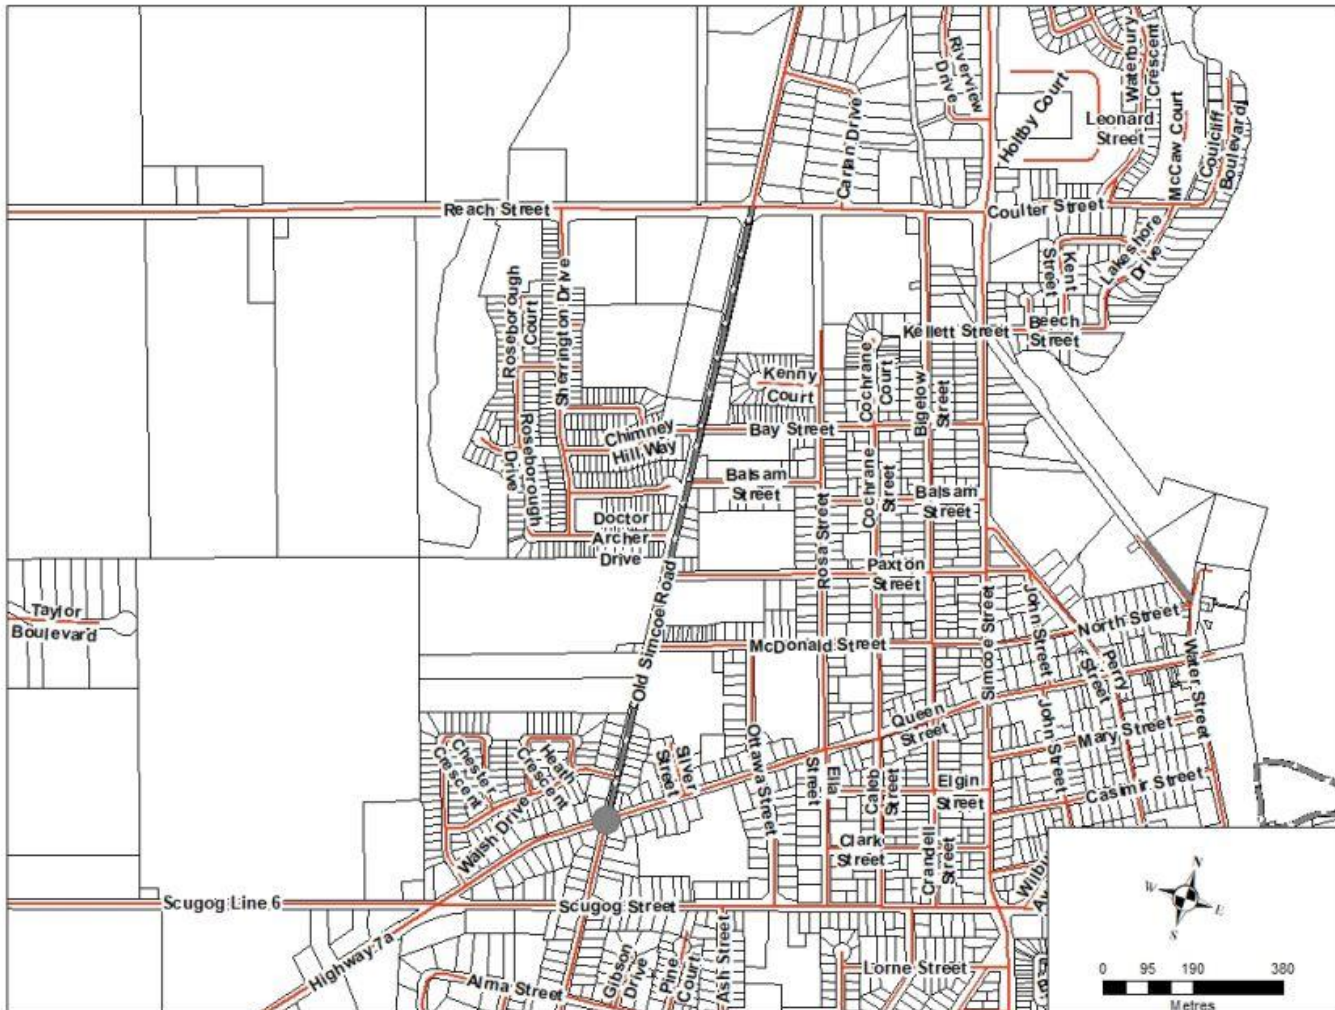 Riverview
Drive
Waterbury
Crescent
Holtby Court
Leonard
Street
McCaw Court
Coulcliff
Boulevard
Carlan Drive
Reach Street
Coulter Street
Lakeshore
Drive
Kent
Street
Roseborough
Court
Sherrington Drive
Kellett Street
Beech
Street
Kenny
Court
Cochrane
Court
Bigelow
Street
Chimney
Hill Way
Bay Street
Roseborough
Drive
Balsam
Street
Cochrane
Street
Balsam
Street
Doctor
Archer
Drive
Rosa Street
Paxton
Street
Old Simcoe Road
Simcoe Street
John Street
North Street
Taylor
Boulevard
McDonald Street
Perry
Street
Water Street
Queen
Street
John Street
Mary Street
Chester
Crescent
Heath
Crescent
Silver
Street
Ottawa Street
Ella
Street
Caleb
Street
Elgin
Street
Casimir Street
Walsh Drive
Clark
Street
Crandell
Street
Scugog Line 6
Scugog Street
Highway 7a
Alma Street
Gibson
Drive
Pine
Court
Ash Street
Lorne Street
N
W
E
S
0 95 190 380
Metres